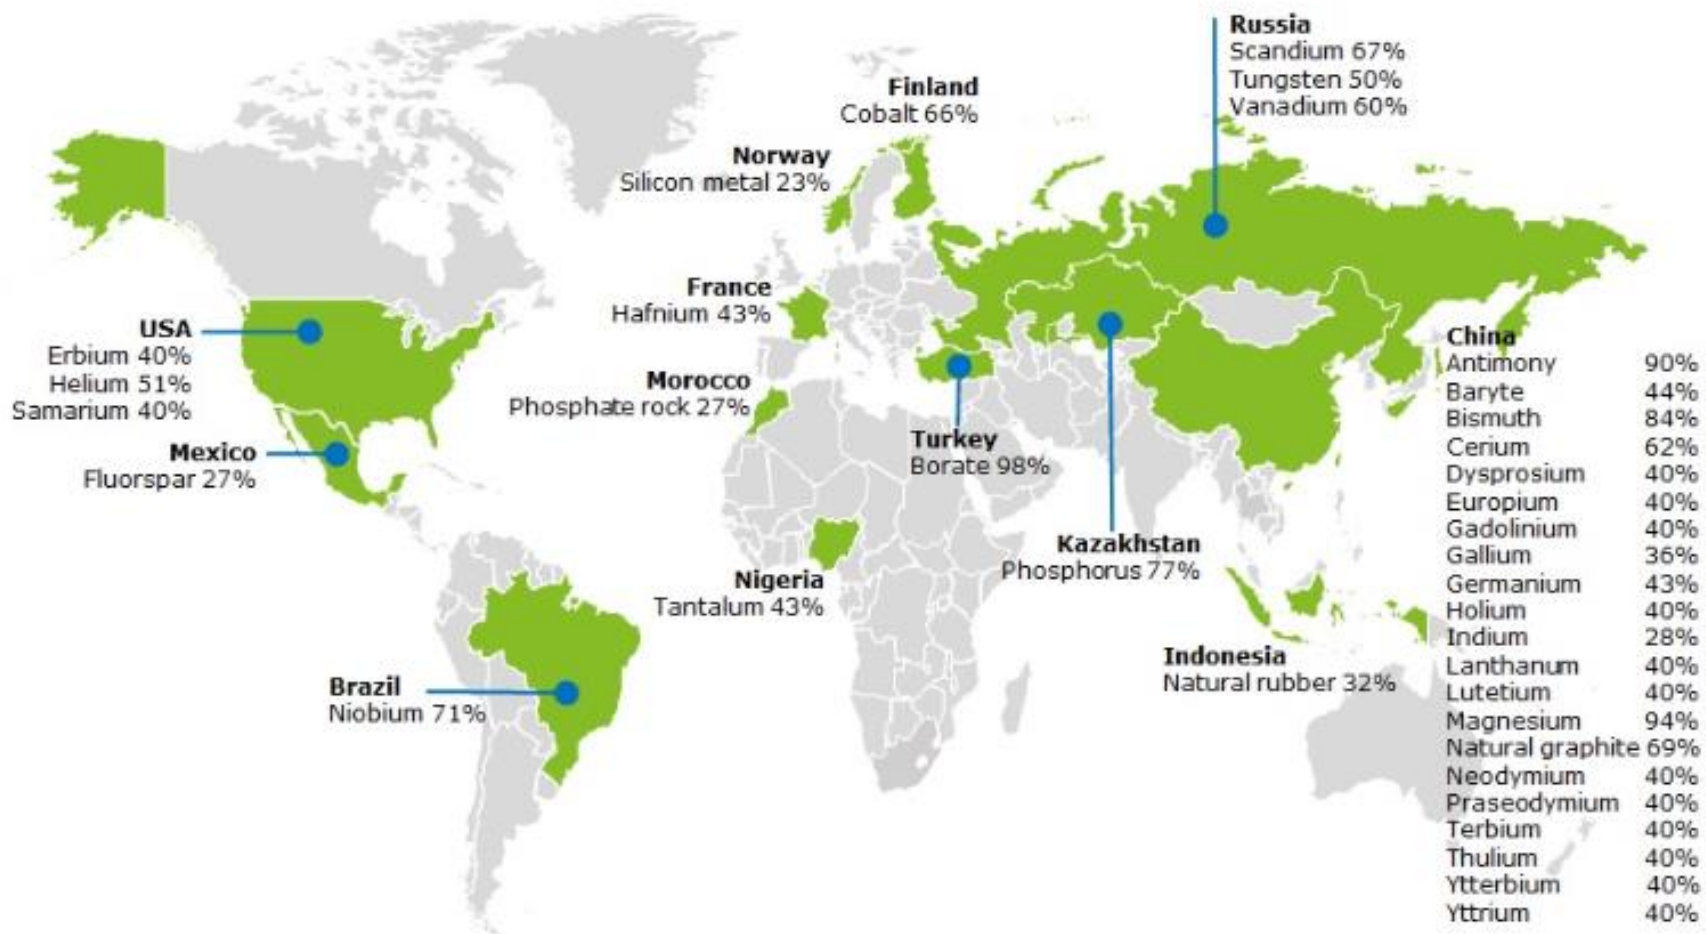 Russia
Scandium 67%
Tungsten 50%
Vanadium 60%
Finland
Cobalt 66%
Norway
Silicon metal 23%
France
Hafnium 43%
USA
Erbium 40%
Helium 51%
Samarium 40%
Morocco
Phosphate rock 27%
Mexico
Fluorspar 27%
Turkey
Borate 98%
Kazakhstan
Phosphorus 77%
Nigeria
Tantalum 43%
Brazil
Niobium 71%
Indonesia
Natural rubber 32%
China
Antimony 90%
Baryte 44%
Bismuth 84%
Cerium 62%
Dysprosium 40%
Europium 40%
Gadolinium 40%
Gallium 36%
Germanium 43%
Holium 40%
Indium 28%
Lanthanum 40%
Lutetium 40%
Magnesium 94%
Natural graphite 69%
Neodymium 40%
Praseodymium 40%
Terbium 40%
Thulium 40%
Ytterbium 40%
Yttrium 40%